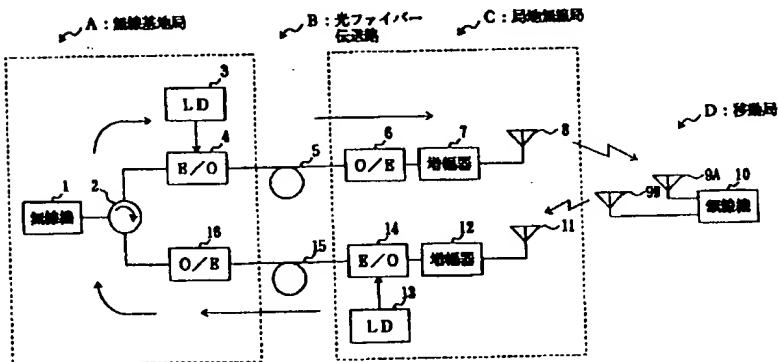 A:無線基地局
B:光ファイバー
伝送路
C:局地無線局
D:移動局
3
LD
4
E/O
5
6
O/E
7
増幅器
8
9A
9B
10
無線機
1
無線機
2
16
O/E
15
14
E/O
12
増幅器
11
13
LD